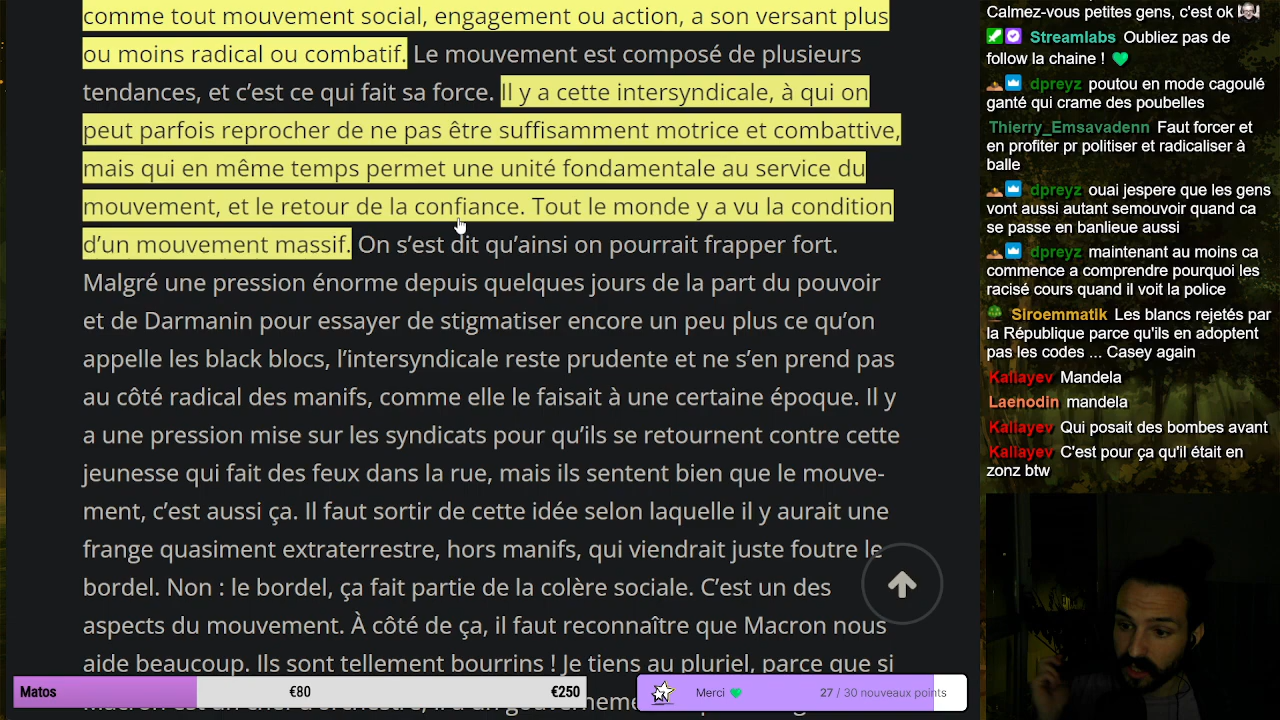 comme tout mouvement social, engagement ou action, a son versant plus
ou moins radical ou combatif. Le mouvement est composé de plusieurs
tendances, et c’est ce qui fait sa force. Il y a cette intersyndicale, à qui on
peut parfois reprocher de ne pas être suffisamment motrice et combattive,
mais qui en même temps permet une unité fondamentale au service du
mouvement, et le retour de la confiance. Tout le monde y a vu la condition
d’un mouvement massif. On s’est dit qu’ainsi on pourrait frapper fort.
Malgré une pression énorme depuis quelques jours de la part du pouvoir
et de Darmanin pour essayer de stigmatiser encore un peu plus ce qu’on
appelle les black blocs, l’intersyndicale reste prudente et ne s’en prend pas
au côté radical des manifs, comme elle le faisait à une certaine époque. Il y
a une pression mise sur les syndicats pour qu’ils se retournent contre cette
jeunesse qui fait des feux dans la rue, mais ils sentent bien que le mouve-
ment, c’est aussi ça. Il faut sortir de cette idée selon laquelle il y aurait une
frange quasiment extraterrestre, hors manifs, qui viendrait juste foutre le
bordel. Non : le bordel, ça fait partie de la colère sociale. C’est un des
aspects du mouvement. À côté de ça, il faut reconnaître que Macron nous
aide beaucoup. Ils sont tellement bourrins ! Je tiens au pluriel, parce que si
Matos €80 €250
Merci 27 / 30 nouveaux points
Calmez-vous petites gens, c'est ok
Streamlabs Oubliez pas de
follow la chaine !
dpreyz poutou en mode cagoulé
ganté qui crame des poubelles
Thierry_Emsavadenn Faut forcer et
en profiter pr politiser et radicaliser à
balle
dpreyz ouai jespere que les gens
vont aussi autant semouvoir quand ca
se passe en banlieue aussi
dpreyz maintenant au moins ca
commence a comprendre pourquoi les
racisé cours quand il voit la police
Siroemmatik Les blancs rejetés par
la République parce qu'ils en adoptent
pas les codes ... Casey again
Kaliayev Mandela
Laenodin mandela
Kaliayev Qui posait des bombes avant
Kaliayev C'est pour ça qu'il était en
zonz btw